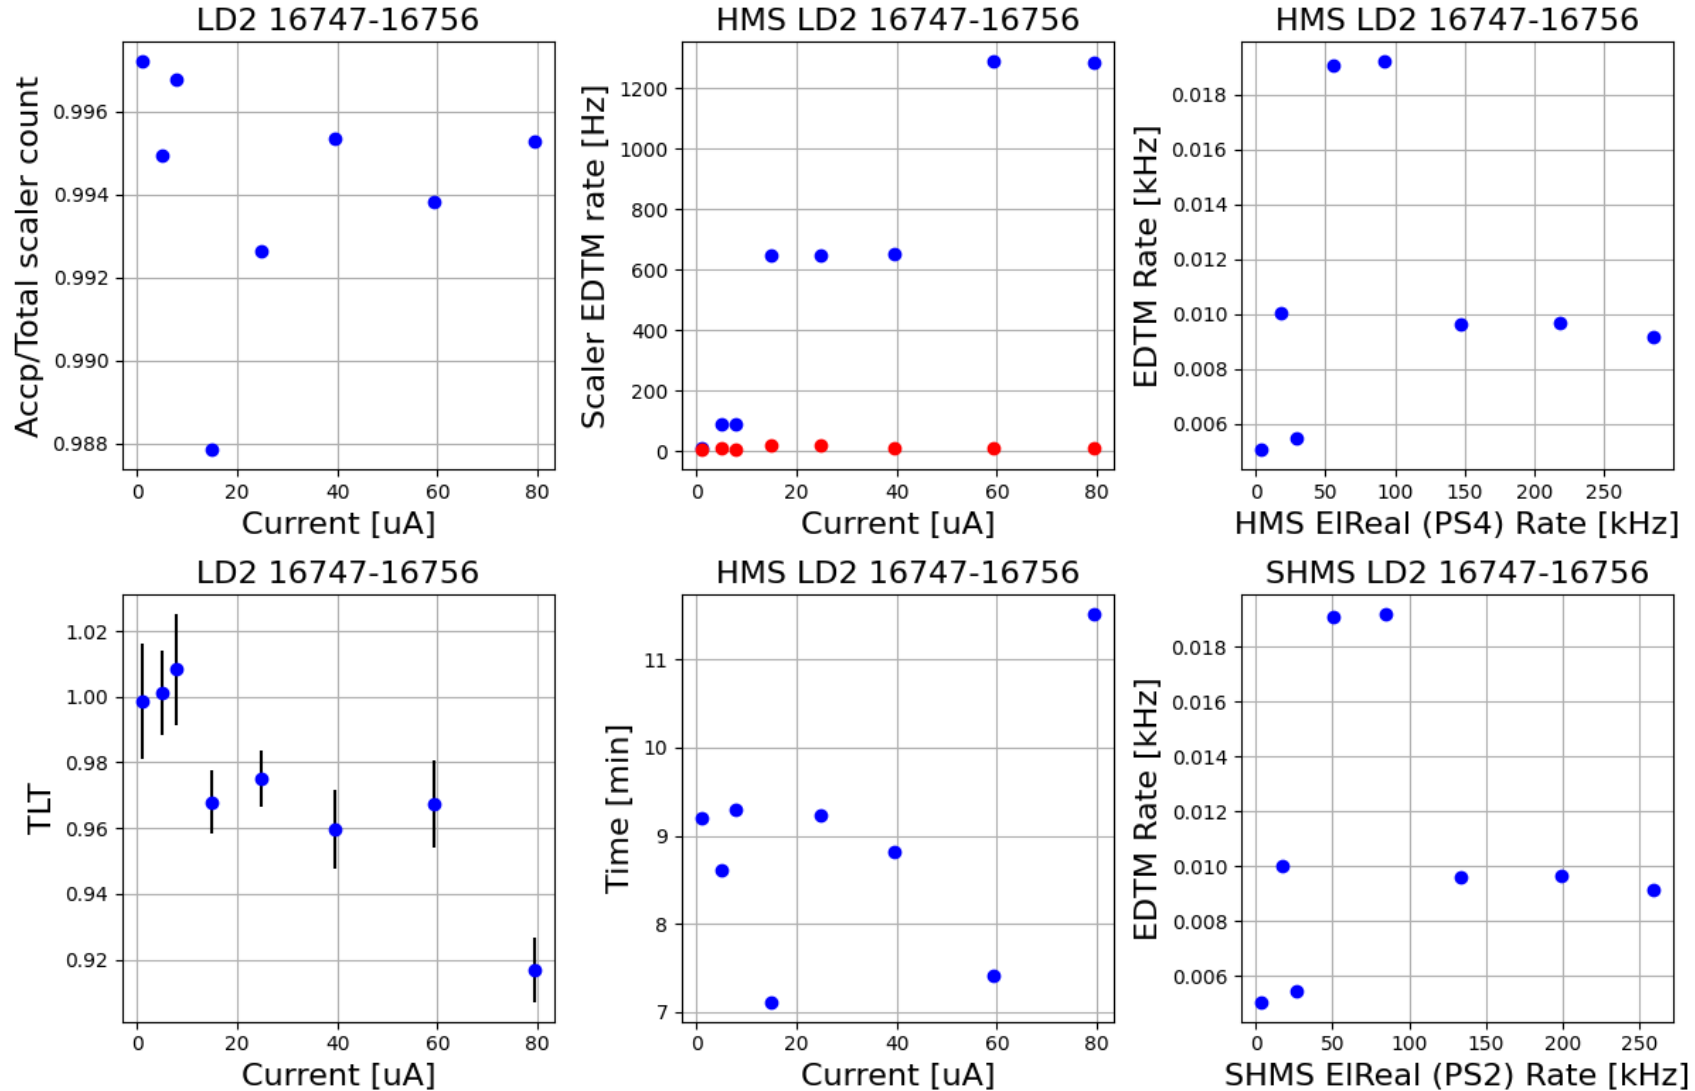 LD2 16747-16756
Accp/Total scaler count
0.996
0.994
0.992
0.990
0.988
0 20 40 60 80
Current [uA]
HMS LD2 16747-16756
Scaler EDTM rate [Hz]
1200
1000
800
600
400
200
0
0 20 40 60 80
Current [uA]
HMS LD2 16747-16756
EDTM Rate [kHz]
0.018
0.016
0.014
0.012
0.010
0.008
0.006
0 50 100 150 200 250
HMS ElReal (PS4) Rate [kHz]
LD2 16747-16756
TLT
1.02
1.00
0.98
0.96
0.94
0.92
0 20 40 60 80
Current [uA]
HMS LD2 16747-16756
Time [min]
11
10
9
8
7
0 20 40 60 80
Current [uA]
SHMS LD2 16747-16756
EDTM Rate [kHz]
0.018
0.016
0.014
0.012
0.010
0.008
0.006
0 50 100 150 200 250
SHMS ElReal (PS2) Rate [kHz]